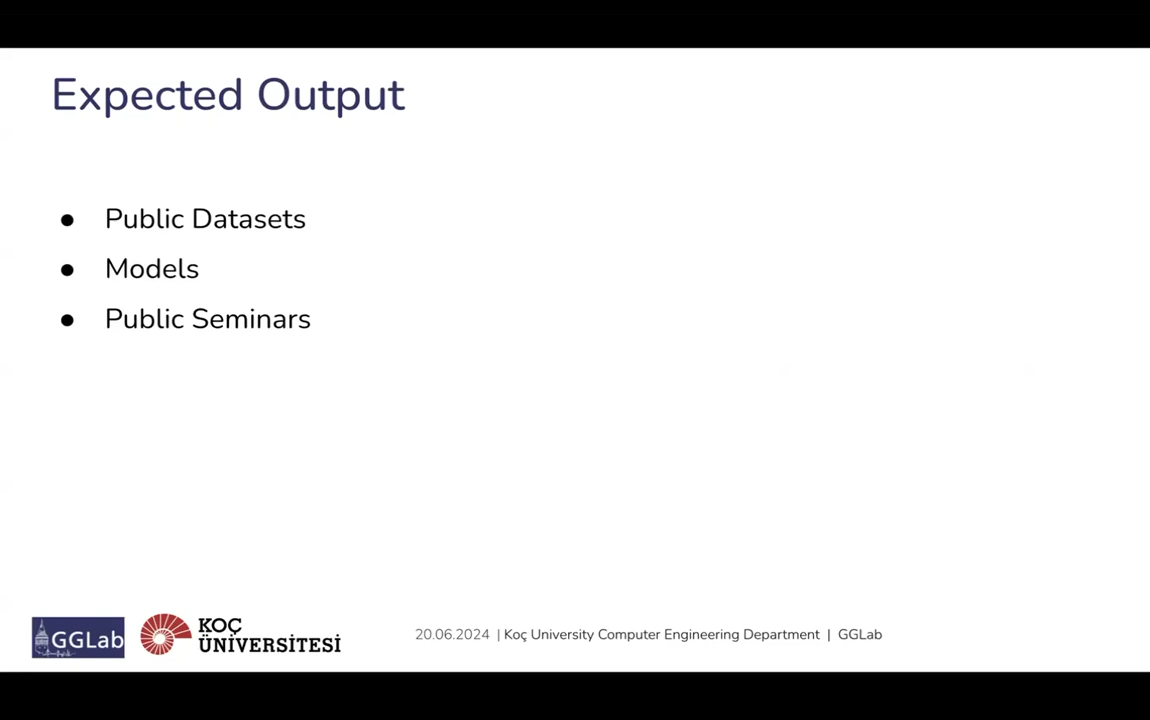 Expected Output
● Public Datasets
● Models
● Public Seminars
GGLab
KOÇ
ÜNİVERSİTESİ
20.06.2024 | Koç University Computer Engineering Department | GGLab